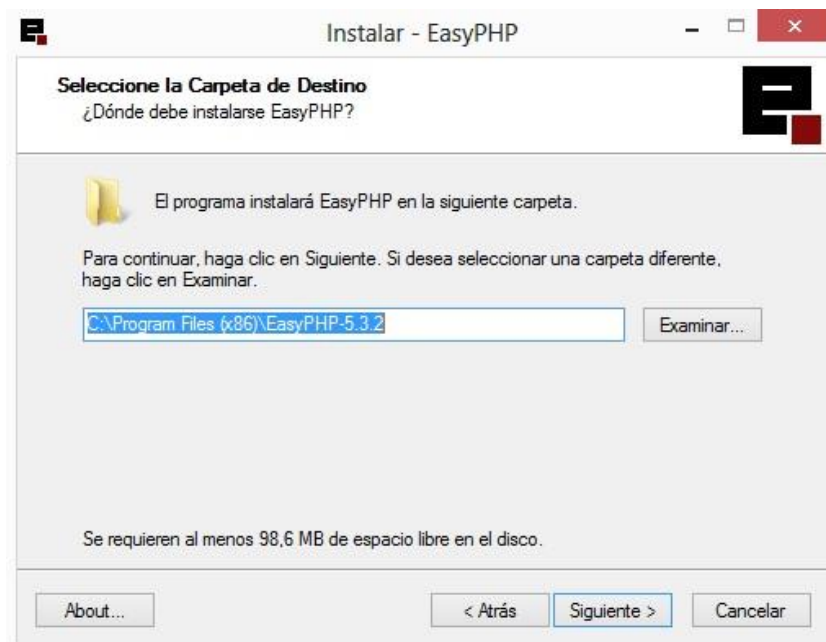 Instalar - EasyPHP
Seleccione la Carpeta de Destino
¿Dónde debe instalarse EasyPHP?
e.
El programa instalará EasyPHP en la siguiente carpeta.
Para continuar, haga clic en Siguiente. Si desea seleccionar una carpeta diferente,
haga clic en Examinar.
C:\Program Files (x86)\EasyPHP-5.3.2
Examinar...
Se requieren al menos 98,6 MB de espacio libre en el disco.
About...
< Atrás
Siguiente >
Cancelar